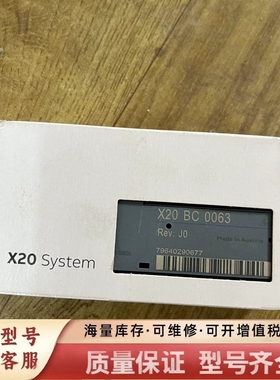 X20 BC 0063
Rev. J0
Made in Austria
79640290677
X20 System
型号
客服
海量库存·可维修·可开增值税
质量保证 型号齐